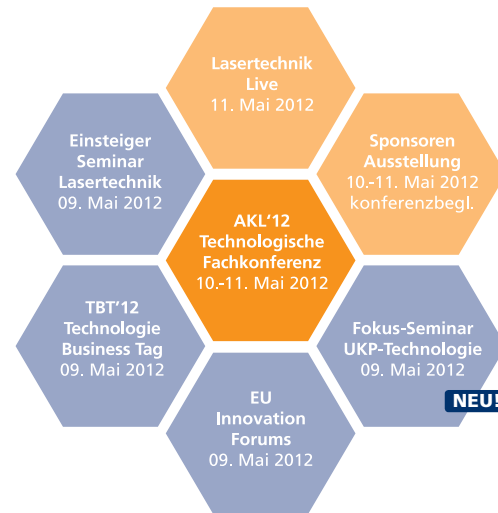 Lasertechnik
Live
11. Mai 2012
Einsteiger
Seminar
Lasertechnik
09. Mai 2012
Sponsoren
Ausstellung
10.-11. Mai 2012
konferenzbegl.
AKL'12
Technologische
Fachkonferenz
10.-11. Mai 2012
TBT'12
Technologie
Business Tag
09. Mai 2012
Fokus-Seminar
UKP-Technologie
09. Mai 2012
NEU!
EU
Innovation
Forums
09. Mai 2012